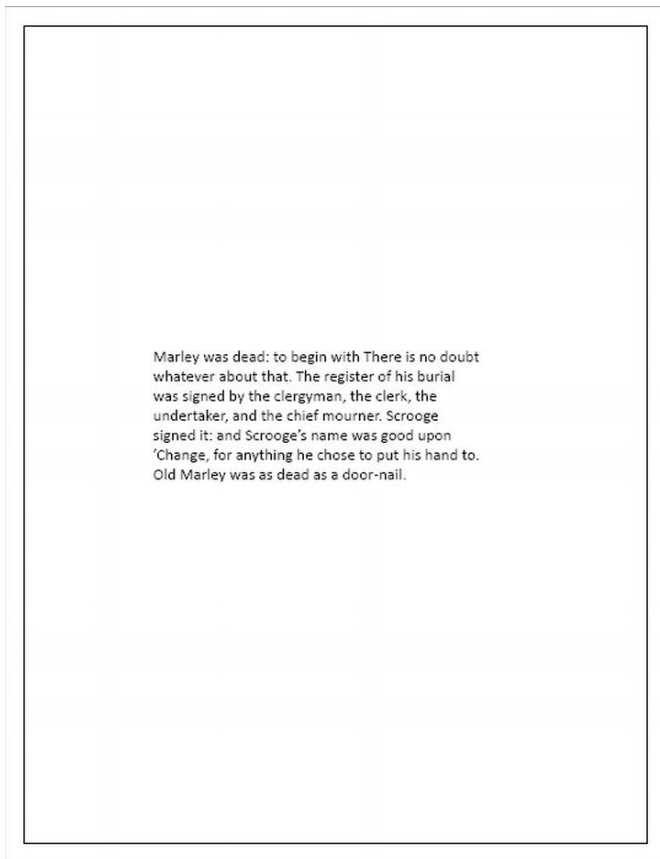 Marley was dead: to begin with There is no doubt
whatever about that. The register of his burial
was signed by the clergyman, the clerk, the
undertaker, and the chief mourner. Scrooge
signed it: and Scrooge’s name was good upon
’Change, for anything he chose to put his hand to.
Old Marley was as dead as a door-nail.